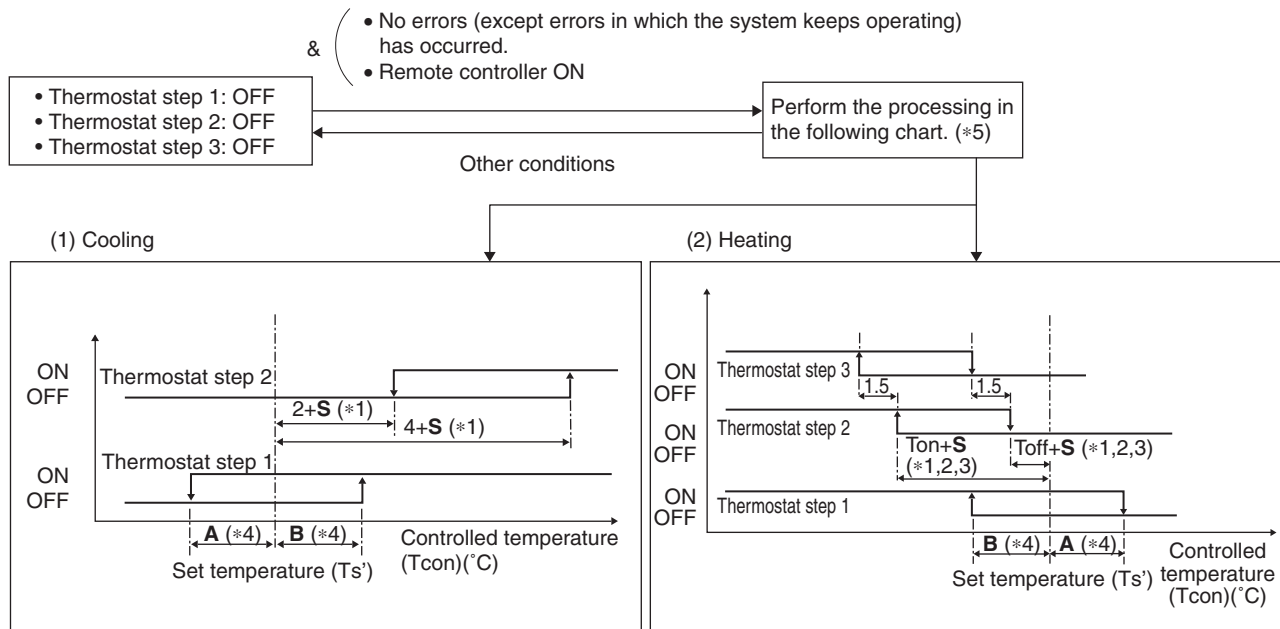 • No errors (except errors in which the system keeps operating)
has occurred.
&
• Remote controller ON
• Thermostat step 1: OFF
• Thermostat step 2: OFF
• Thermostat step 3: OFF
Perform the processing in
the following chart. (*5)
Other conditions
(1) Cooling
ON
OFF
Thermostat step 2
2+S (*1)
4+S (*1)
Thermostat step 1
ON
OFF
A (*4)
B (*4)
Controlled temperature
(Tcon)(˚C)
Set temperature (Ts’)
(2) Heating
ON
OFF
Thermostat step 3
1.5
1.5
ON
OFF
Thermostat step 2
Ton+S
(*1,2,3)
Toff+S (*1,2,3)
ON
OFF
Thermostat step 1
B (*4)
A (*4)
Set temperature (Ts’)
Controlled
temperature
(Tcon)(˚C)